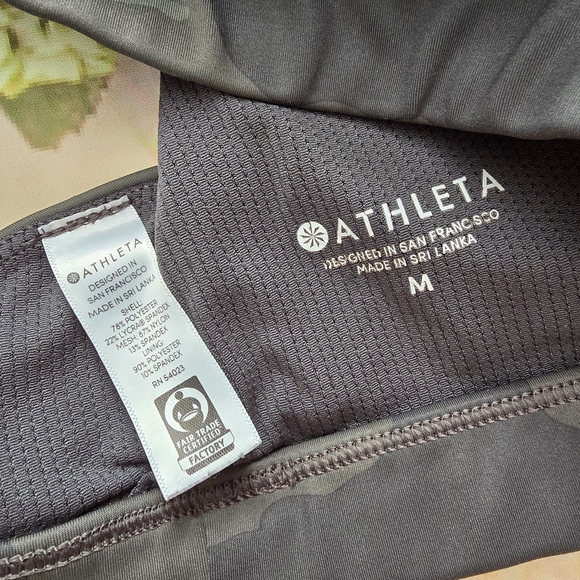 ATHLETA
DESIGNED IN
SAN FRANCISCO
MADE IN SRI LANKA
SHELL:
78% POLYESTER
22% LYCRA® SPANDEX
MESH: 87% NYLON
13% SPANDEX
LINING:
90% POLYESTER
10% SPANDEX
RN 54023
FAIR TRADE
CERTIFIED
FACTORY
ATHLETA
DESIGNED IN SAN FRANCISCO
MADE IN SRI LANKA
M